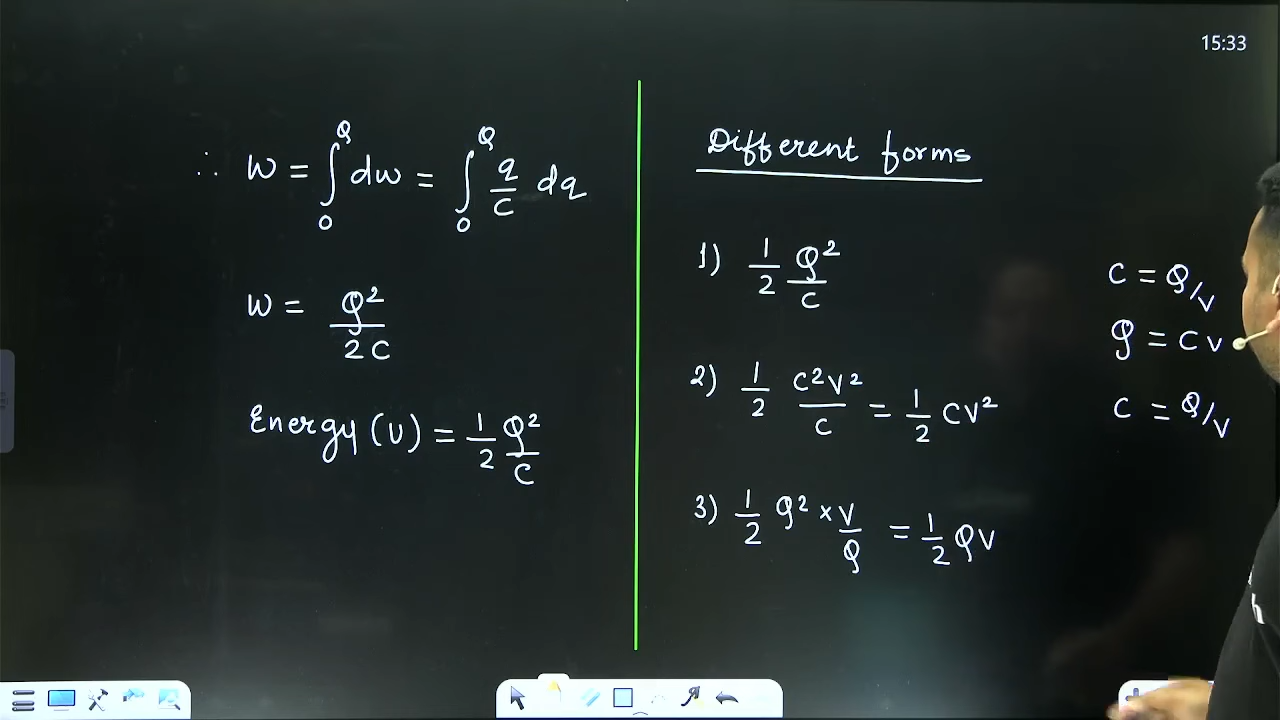 15:33
∴ W = ∫₀^Q dw = ∫₀^Q q/C dq
W = Q²/2C
Energy (U) = 1/2 Q²/C
Different forms
1) 1/2 Q²/C
2) 1/2 C²V²/C = 1/2 CV²
3) 1/2 Q² × V/Q = 1/2 QV
C = Q/V
Q = CV
C = Q/V